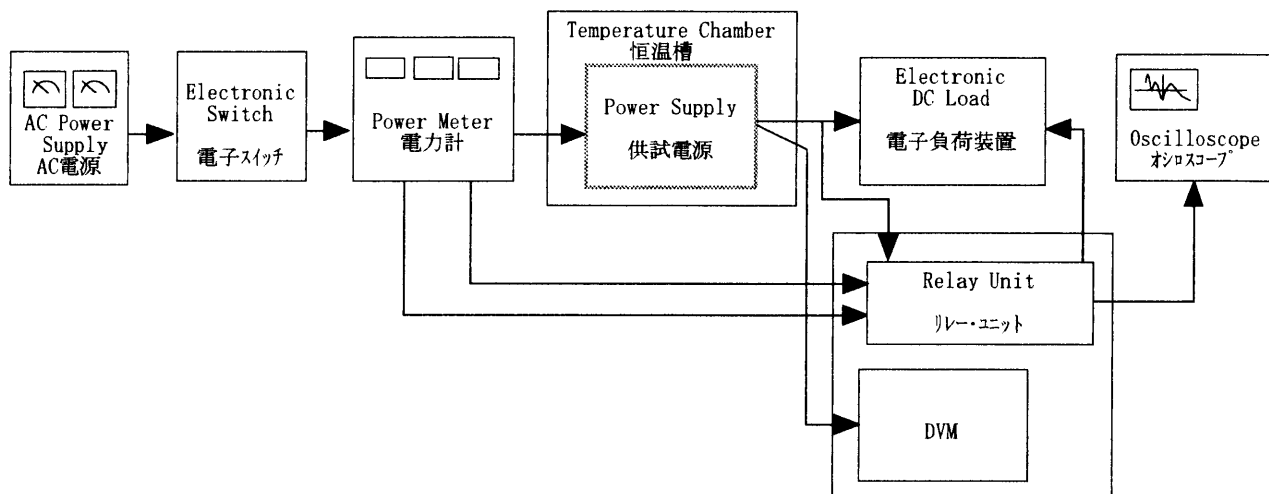 AC Power
Supply
AC電源
Electronic
Switch
電子スイッチ
Power Meter
電力計
Temperature Chamber
恒温槽
Power Supply
供試電源
Electronic
DC Load
電子負荷装置
Oscilloscope
オシロスコープ
Relay Unit
リレー・ユニット
DVM